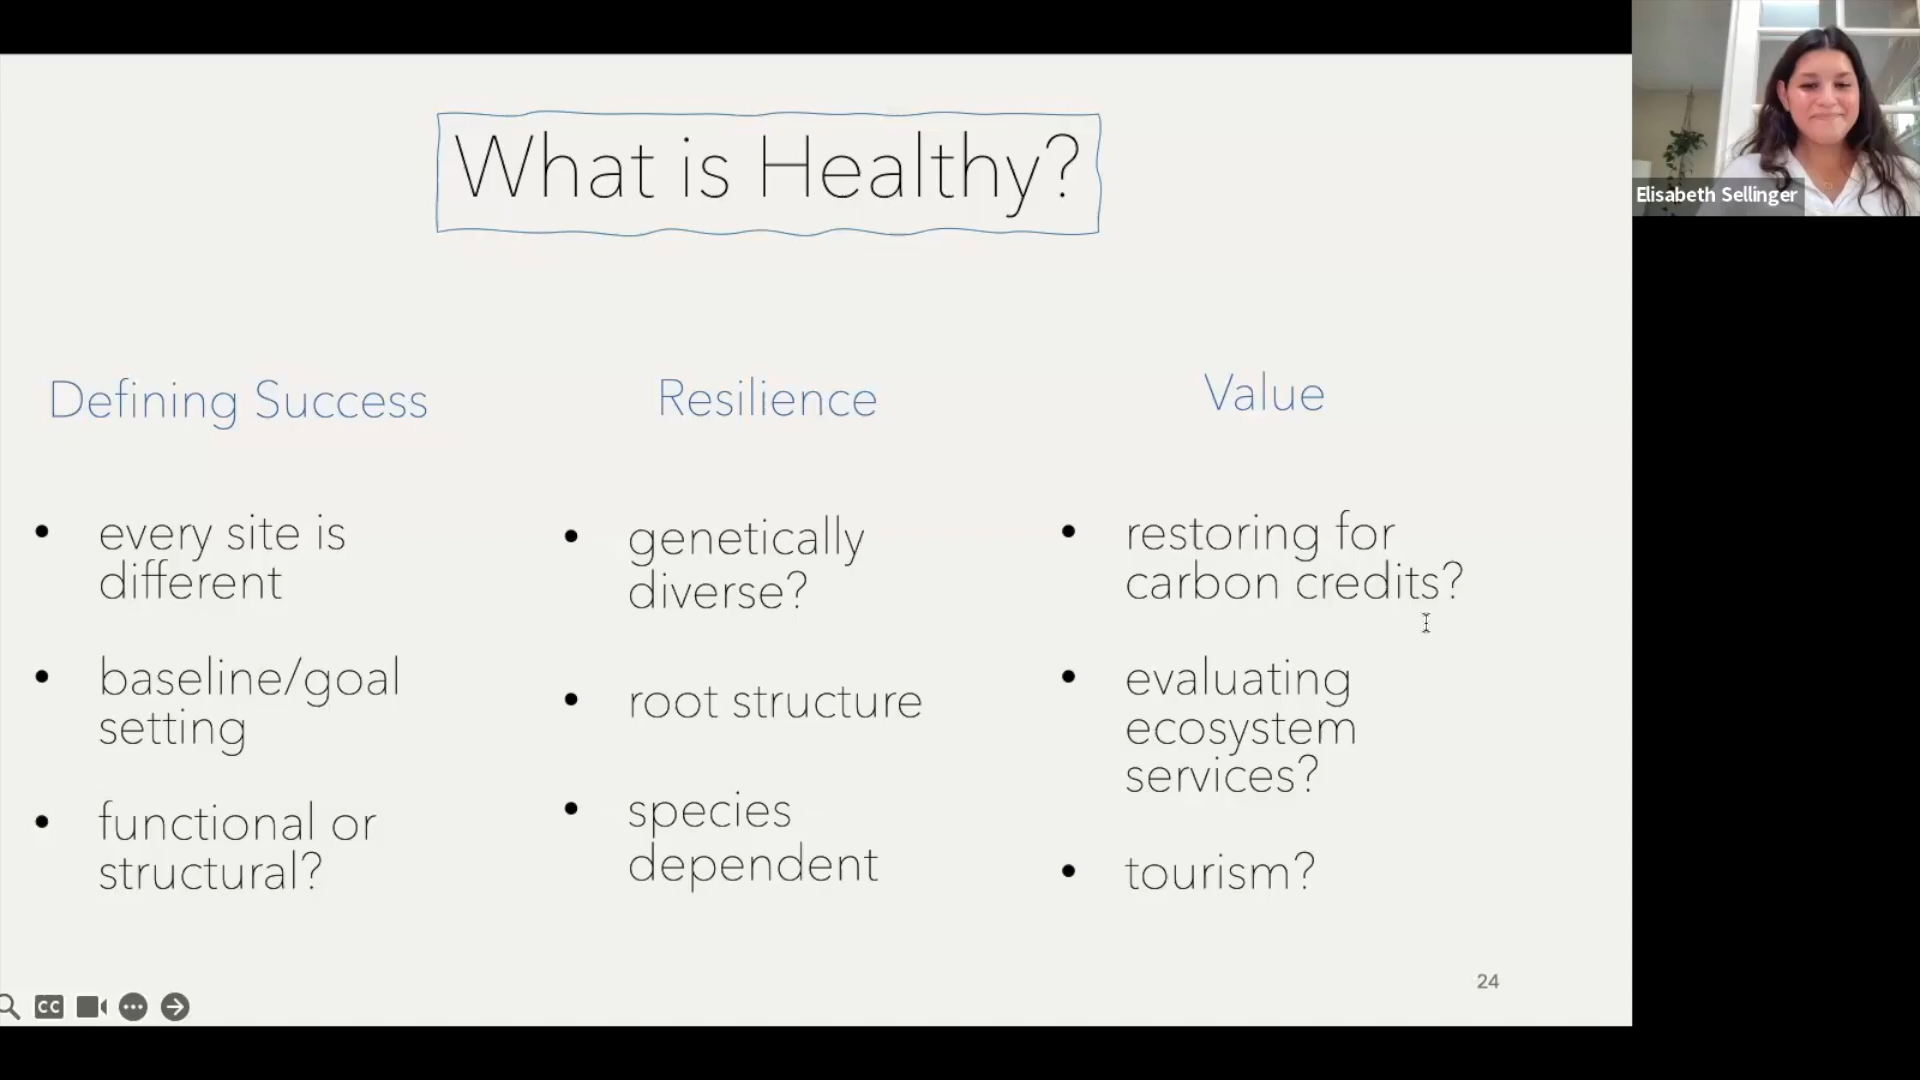 What is Healthy?
Elisabeth Sellinger
Defining Success
every site is
different
baseline/goal
setting
functional or
structural?
Resilience
genetically
diverse?
root structure
species
dependent
Value
restoring for
carbon credits?
evaluating
ecosystem
services?
tourism?
24
CC